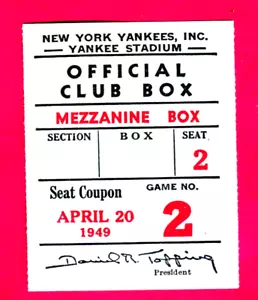 NEW YORK YANKEES, INC.
YANKEE STADIUM
OFFICIAL
CLUB BOX
MEZZANINE BOX
SECTION BOX SEAT
2
Seat Coupon GAME NO.
APRIL 20 2
1949
Daniel R. Topping
President